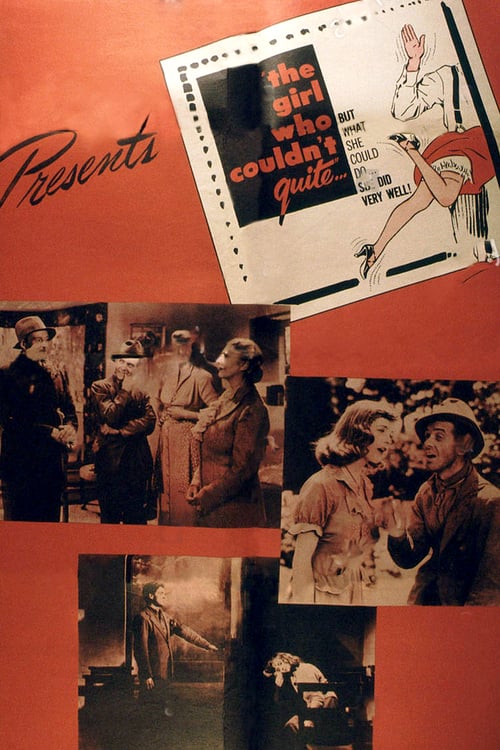 Presents
"the
girl
who
couldn't
quite"...
BUT
WHAT
SHE
COULD
DO...
SHE DID
VERY WELL!